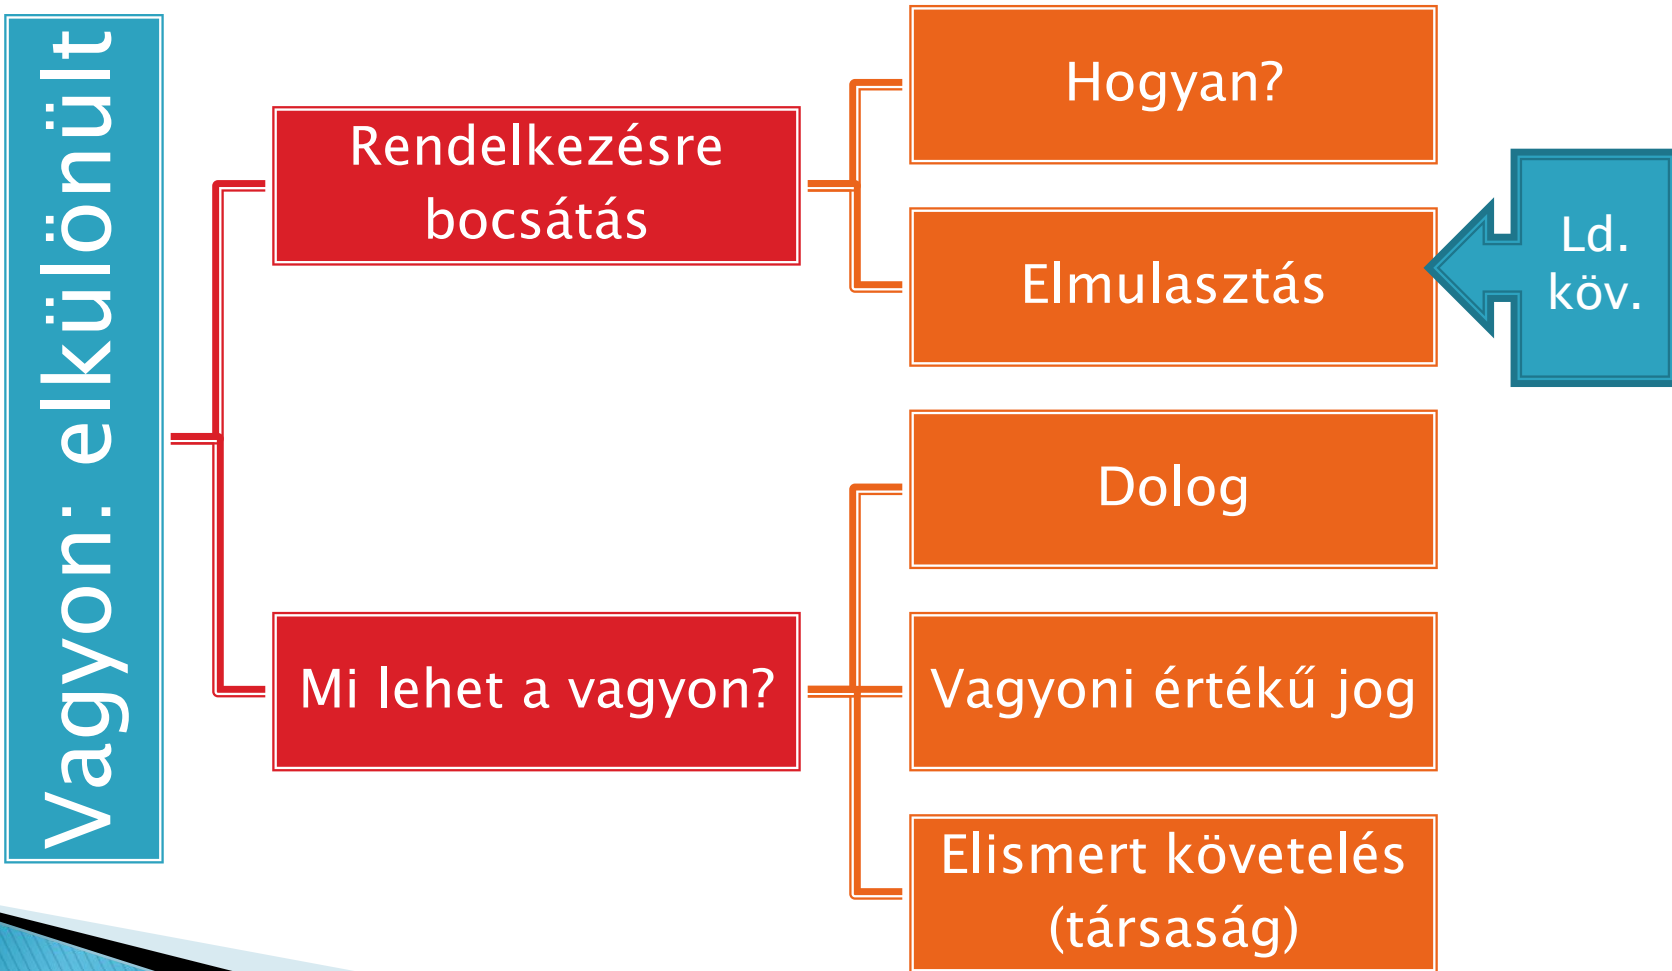 Vagyon: elkülönült
Rendelkezésre
bocsátás
Hogyan?
Elmulasztás
Ld.
köv.
Mi lehet a vagyon?
Dolog
Vagyoni értékű jog
Elismert követelés
(társaság)